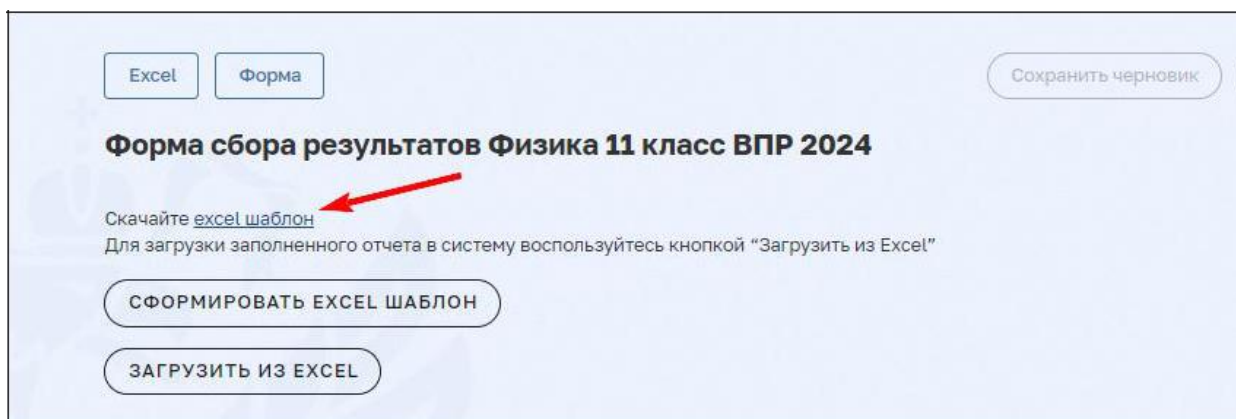 Excel Форма Сохранить черновик
Форма сбора результатов Физика 11 класс ВПР 2024
Скачайте excel шаблон
Для загрузки заполненного отчета в систему воспользуйтесь кнопкой “Загрузить из Excel”
СФОРМИРОВАТЬ EXCEL ШАБЛОН
ЗАГРУЗИТЬ ИЗ EXCEL